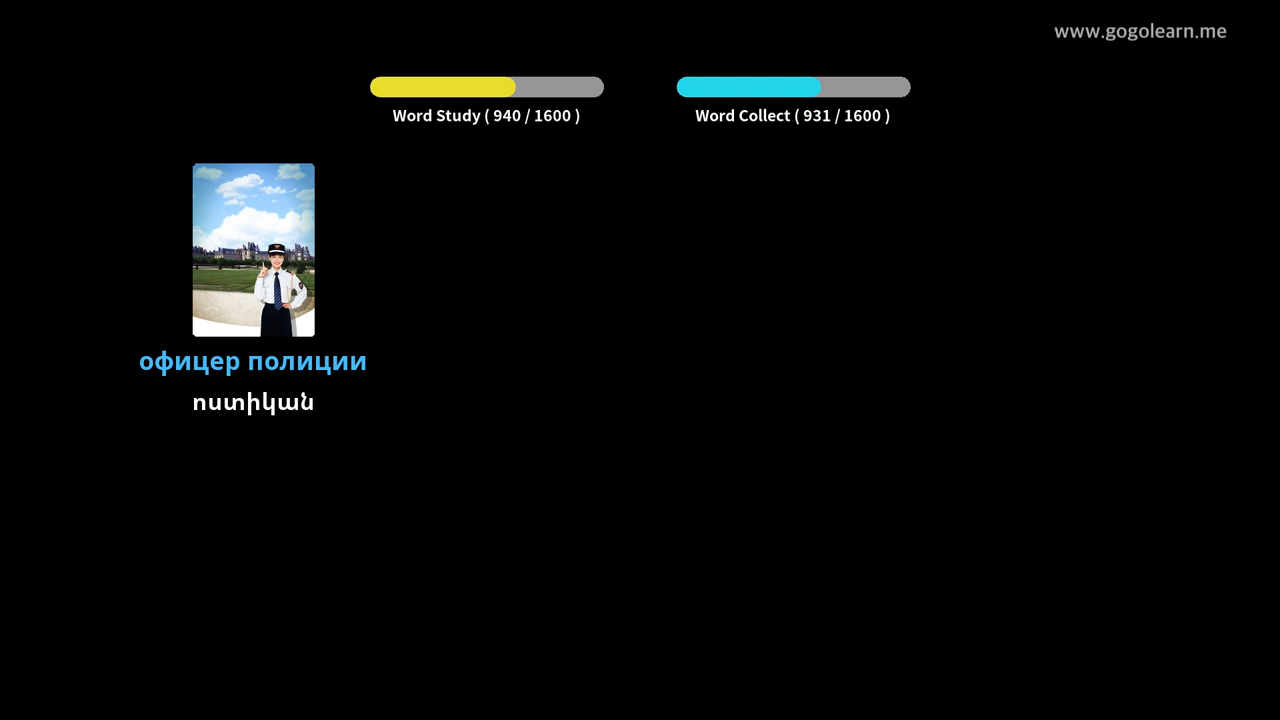 www.gogolearn.me
Word Study ( 940 / 1600 )
Word Collect ( 931 / 1600 )
офицер полиции
ոստիկան